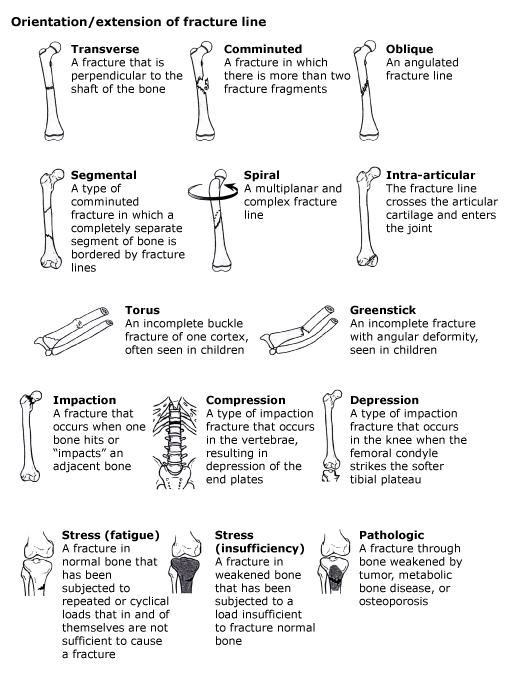 Orientation/extension of fracture line
Transverse
A fracture that is
perpendicular to the
shaft of the bone
Comminuted
A fracture in which
there is more than two
fracture fragments
Oblique
An angulated
fracture line
Segmental
A type of
comminuted
fracture in which a
completely separate
segment of bone is
bordered by fracture
lines
Spiral
A multiplanar and
complex fracture
line
Intra-articular
The fracture line
crosses the articular
cartilage and enters
the joint
Torus
An incomplete buckle
fracture of one cortex,
often seen in children
Greenstick
An incomplete fracture
with angular deformity,
seen in children
Impaction
A fracture that
occurs when one
bone hits or
“impacts” an
adjacent bone
Compression
A type of impaction
fracture that occurs
in the vertebrae,
resulting in
depression of the
end plates
Depression
A type of impaction
fracture that occurs
in the knee when the
femoral condyle
strikes the softer
tibial plateau
Stress (fatigue)
A fracture in
normal bone that
has been
subjected to
repeated or cyclical
loads that in and of
themselves are not
sufficient to cause
a fracture
Stress
(insufficiency)
A fracture in
weakened bone
that has been
subjected to a
load insufficient
to fracture normal
bone
Pathologic
A fracture through
bone weakened by
tumor, metabolic
bone disease, or
osteoporosis